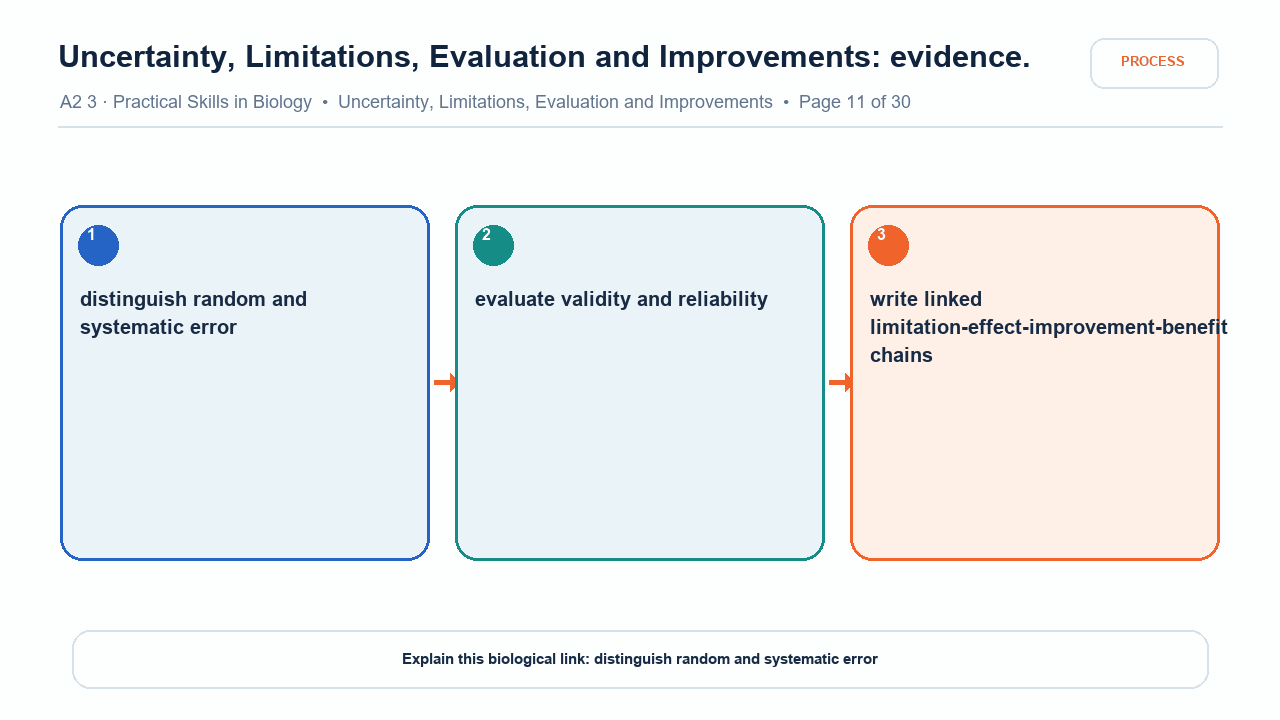 Uncertainty, Limitations, Evaluation and Improvements: evidence.
PROCESS
A2 3 · Practical Skills in Biology • Uncertainty, Limitations, Evaluation and Improvements • Page 11 of 30
1
distinguish random and
systematic error
2
evaluate validity and reliability
3
write linked
limitation-effect-improvement-benefit
chains
Explain this biological link: distinguish random and systematic error